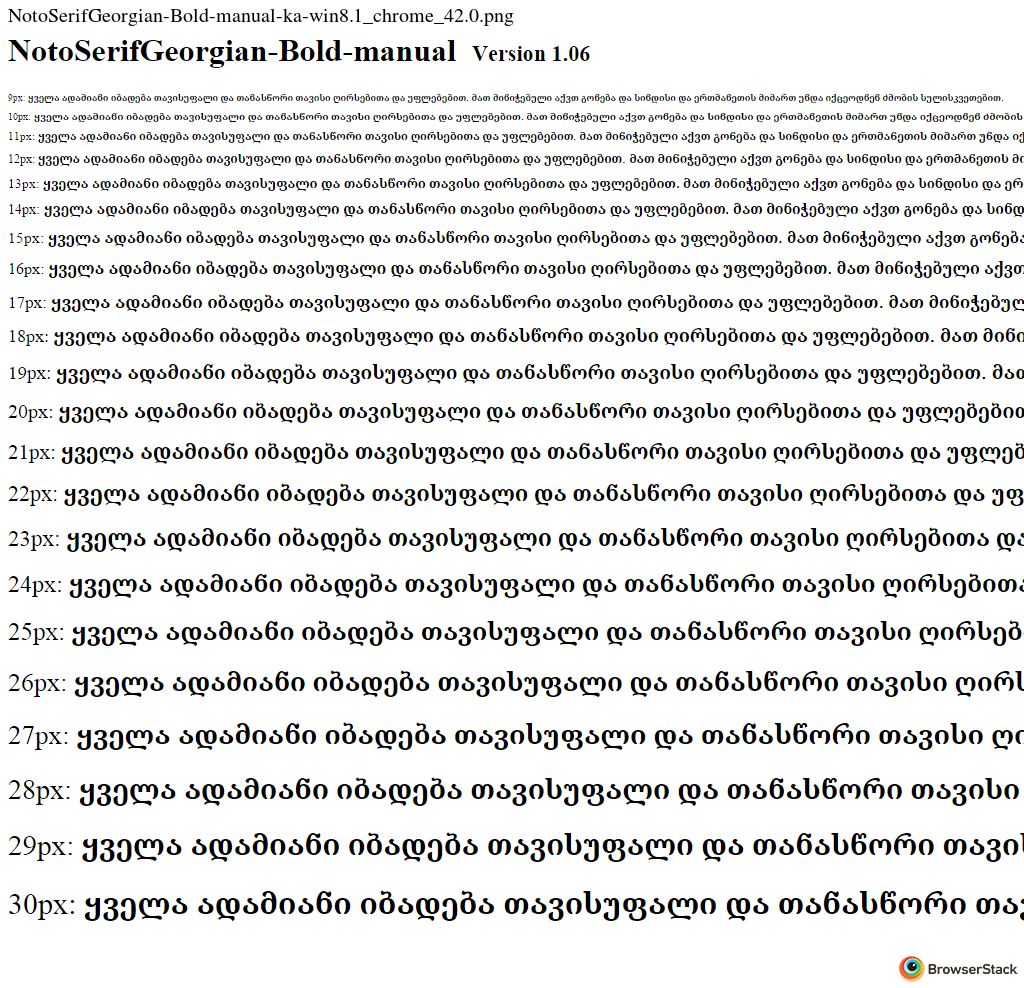 NotoSerifGeorgian-Bold-manual-ka-win8.1_chrome_42.0.png
NotoSerifGeorgian-Bold-manual Version 1.06
9px: ყველა ადამიანი იბადება თავისუფალი და თანასწორი თავისი ღირსებითა და უფლებებით. მათ მინიჭებული აქვთ გონება და სინდისი და ერთმანეთის მიმართ უნდა იქცეოდნენ ძმობის სულისკვეთებით.
10px: ყველა ადამიანი იბადება თავისუფალი და თანასწორი თავისი ღირსებითა და უფლებებით. მათ მინიჭებული აქვთ გონება და სინდისი და ერთმანეთის მიმართ უნდა იქცეოდნენ ძმობის
11px: ყველა ადამიანი იბადება თავისუფალი და თანასწორი თავისი ღირსებითა და უფლებებით. მათ მინიჭებული აქვთ გონება და სინდისი და ერთმანეთის მიმართ უნდა
12px: ყველა ადამიანი იბადება თავისუფალი და თანასწორი თავისი ღირსებითა და უფლებებით. მათ მინიჭებული აქვთ გონება და სინდისი და ერთმანეთის
13px: ყველა ადამიანი იბადება თავისუფალი და თანასწორი თავისი ღირსებითა და უფლებებით. მათ მინიჭებული აქვთ გონება და სინდისი და ერ
14px: ყველა ადამიანი იბადება თავისუფალი და თანასწორი თავისი ღირსებითა და უფლებებით. მათ მინიჭებული აქვთ გონება და სინდ
15px: ყველა ადამიანი იბადება თავისუფალი და თანასწორი თავისი ღირსებითა და უფლებებით. მათ მინიჭებული აქვთ გონება
16px: ყველა ადამიანი იბადება თავისუფალი და თანასწორი თავისი ღირსებითა და უფლებებით. მათ მინიჭებული აქვთ
17px: ყველა ადამიანი იბადება თავისუფალი და თანასწორი თავისი ღირსებითა და უფლებებით. მათ მინიჭებულ
18px: ყველა ადამიანი იბადება თავისუფალი და თანასწორი თავისი ღირსებითა და უფლებებით. მათ მინი
19px: ყველა ადამიანი იბადება თავისუფალი და თანასწორი თავისი ღირსებითა და უფლებებით. მათ
20px: ყველა ადამიანი იბადება თავისუფალი და თანასწორი თავისი ღირსებითა და უფლებებით
21px: ყველა ადამიანი იბადება თავისუფალი და თანასწორი თავისი ღირსებითა და უფლებ
22px: ყველა ადამიანი იბადება თავისუფალი და თანასწორი თავისი ღირსებითა და უფ
23px: ყველა ადამიანი იბადება თავისუფალი და თანასწორი თავისი ღირსებითა და
24px: ყველა ადამიანი იბადება თავისუფალი და თანასწორი თავისი ღირსებითა
25px: ყველა ადამიანი იბადება თავისუფალი და თანასწორი თავისი ღირსებ
26px: ყველა ადამიანი იბადება თავისუფალი და თანასწორი თავისი ღირს
27px: ყველა ადამიანი იბადება თავისუფალი და თანასწორი თავისი ღი
28px: ყველა ადამიანი იბადება თავისუფალი და თანასწორი თავისი
29px: ყველა ადამიანი იბადება თავისუფალი და თანასწორი თავი
30px: ყველა ადამიანი იბადება თავისუფალი და თანასწორი თავ
BrowserStack